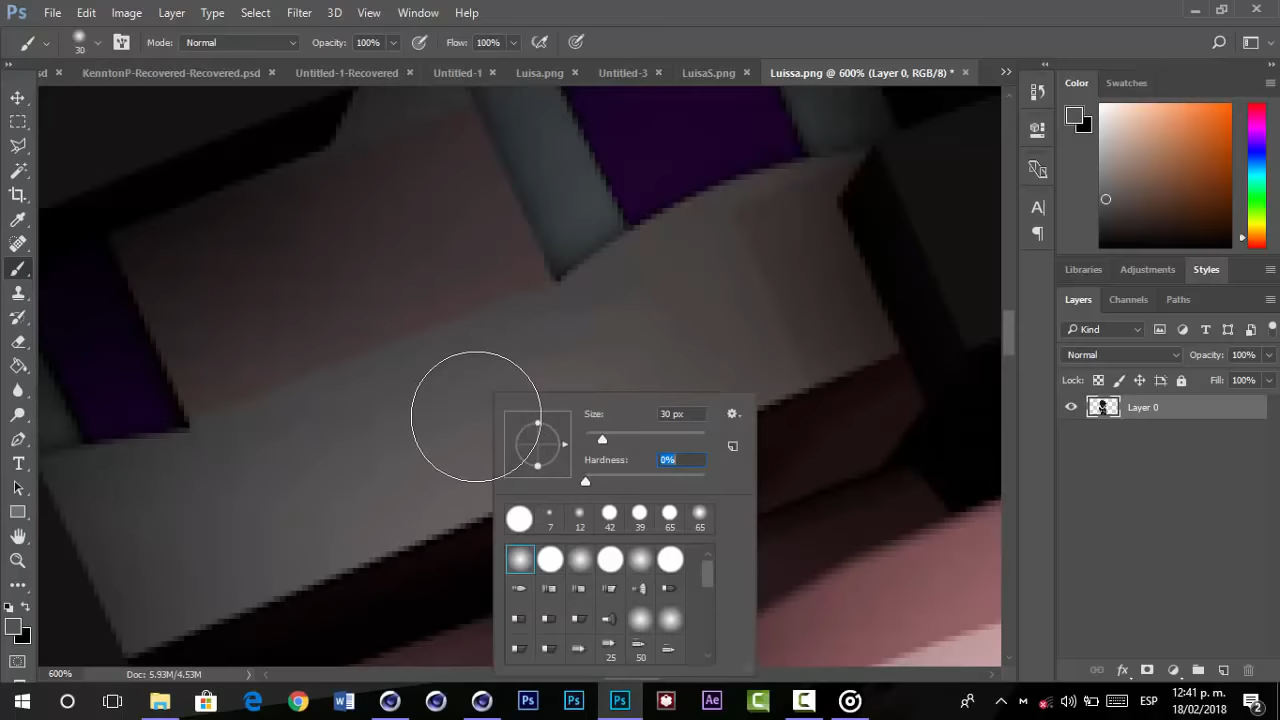 Ps File Edit Image Layer Type Select Filter 3D View Window Help
30 Mode: Normal Opacity: 100% Flow: 100%
sd × KenntonP-Recovered-Recovered.psd × Untitled-1-Recovered × Untitled-1 × Luisa.png × Untitled-3 × LuisaS.png × Luissa.png @ 600% (Layer 0, RGB/8) * ×
Color Swatches
Libraries Adjustments Styles
Layers Channels Paths
Kind
Normal Opacity: 100%
Lock: Fill: 100%
Layer 0
Size: 30 px
Hardness: 0%
7 12 42 39 65 65
25 50
600% Doc: 5.93M/4.53M
ESP 12:41 p. m.
18/02/2018
2